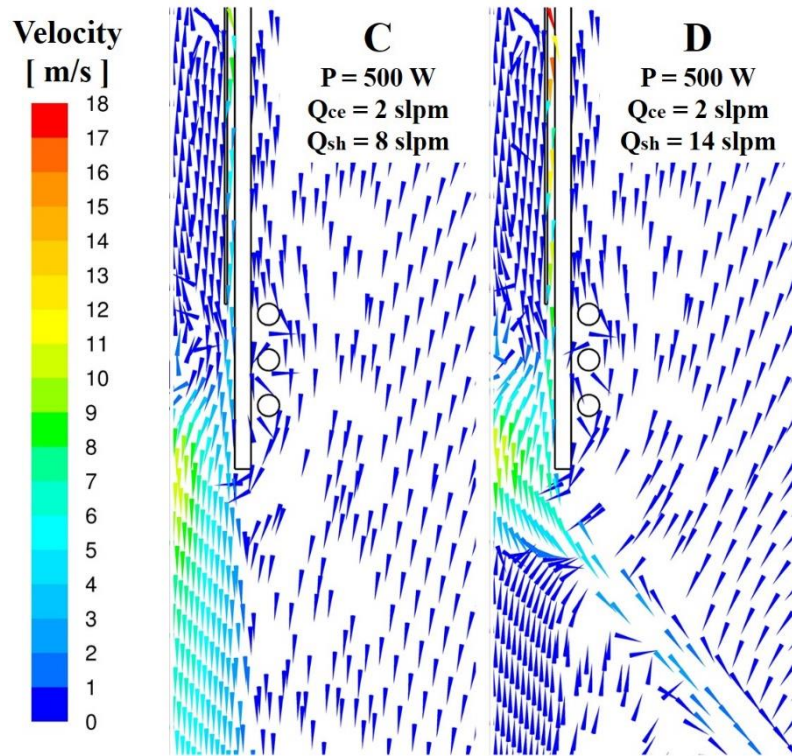 Velocity
[ m/s ]
18
17
16
15
14
13
12
11
10
9
8
7
6
5
4
3
2
1
0
C
P = 500 W
Qce = 2 slpm
Qsh = 8 slpm
D
P = 500 W
Qce = 2 slpm
Qsh = 14 slpm